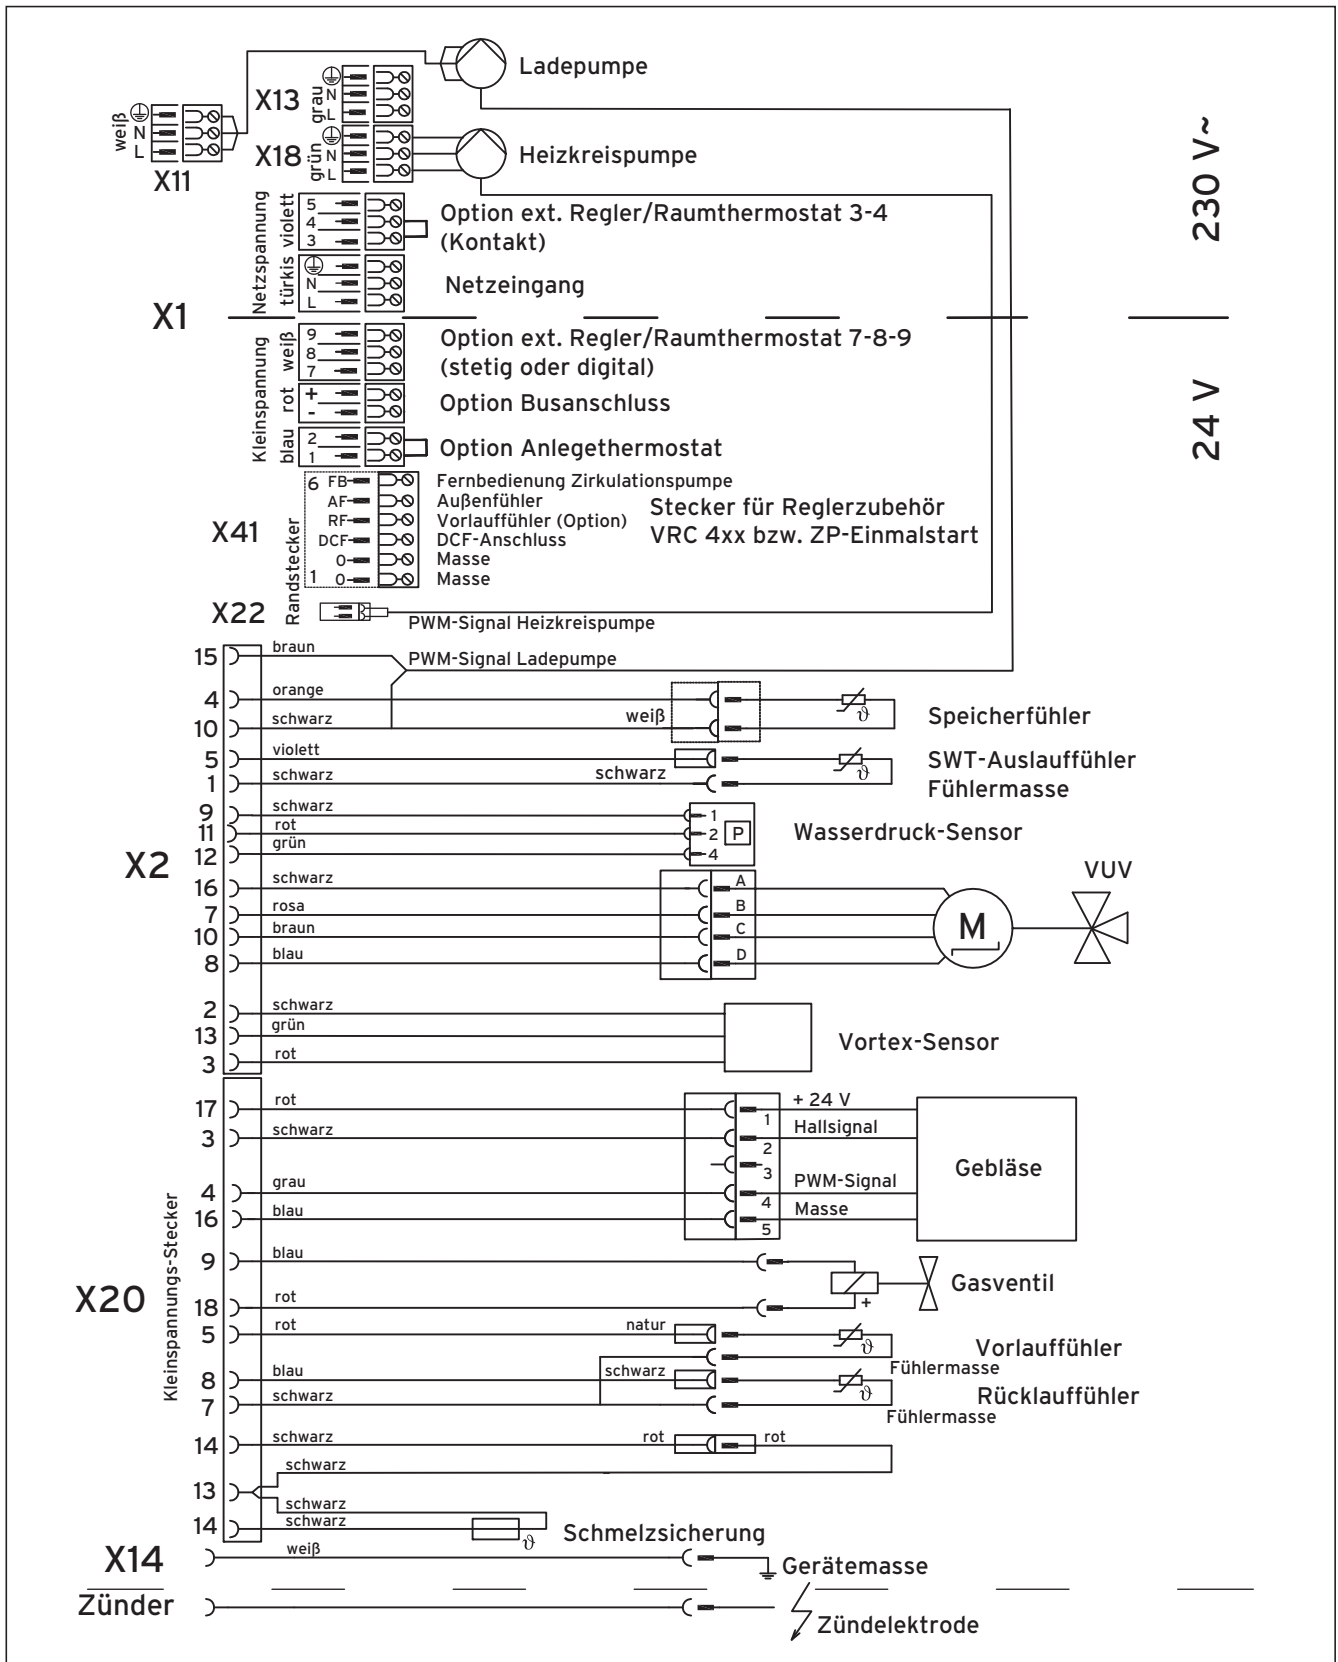 Ladepumpe
X13
grau
N
L
weiß
N
L
X11
X18
grün
N
L
Heizkreispumpe
230 V~
Netzspannung
violett
5
4
3
Option ext. Regler/Raumthermostat 3-4
(Kontakt)
türkis
N
L
Netzeingang
X1
Kleinspannung
weiß
9
8
7
Option ext. Regler/Raumthermostat 7-8-9
(stetig oder digital)
rot
+
-
Option Busanschluss
24 V
blau
2
1
Option Anlegethermostat
X41
Randstecker
6 FB
Fernbedienung Zirkulationspumpe
AF
Außenfühler
RF
Vorlauffühler (Option)
DCF
DCF-Anschluss
0
Masse
1 0
Masse
Stecker für Reglerzubehör
VRC 4xx bzw. ZP-Einmalstart
X22
PWM-Signal Heizkreispumpe
15 braun
PWM-Signal Ladepumpe
4 orange
10 schwarz weiß
ϑ
Speicherfühler
5 violett
1 schwarz schwarz
ϑ
SWT-Auslauffühler
Fühlermasse
X2
9 schwarz 1
11 rot 2 P
12 grün 4
Wasserdruck-Sensor
16 schwarz A
7 rosa B
10 braun C
8 blau D
M
VUV
2 schwarz
13 grün
3 rot
Vortex-Sensor
X20
Kleinspannungs-Stecker
17 rot 1 + 24 V
3 schwarz 2 Hallsignal
3
4 grau 4 PWM-Signal
16 blau 5 Masse
Gebläse
9 blau
18 rot +
Gasventil
5 rot natur ϑ
Vorlauffühler
Fühlermasse
8 blau schwarz ϑ
7 schwarz
Rücklauffühler
Fühlermasse
14 schwarz rot rot
schwarz
13
schwarz
14 schwarz ϑ
Schmelzsicherung
X14 weiß
Gerätemasse
Zünder
Zündelektrode